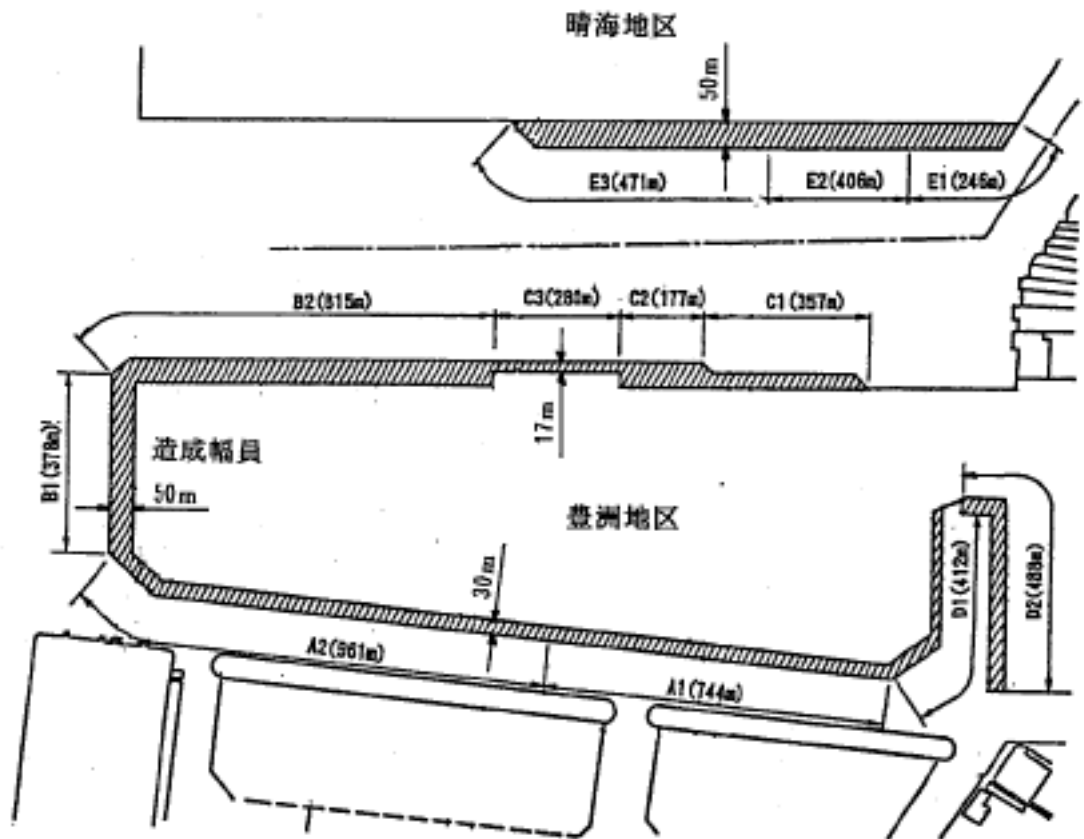 晴海地区
50m
E3(471m)
E2(406m)
E1(246m)
B2(815m)
C3(280m)
C2(177m)
C1(357m)
17m
B1(378m)
造成幅員
50m
豊洲地区
30m
D1(412m)
D2(488m)
A2(961m)
A1(744m)